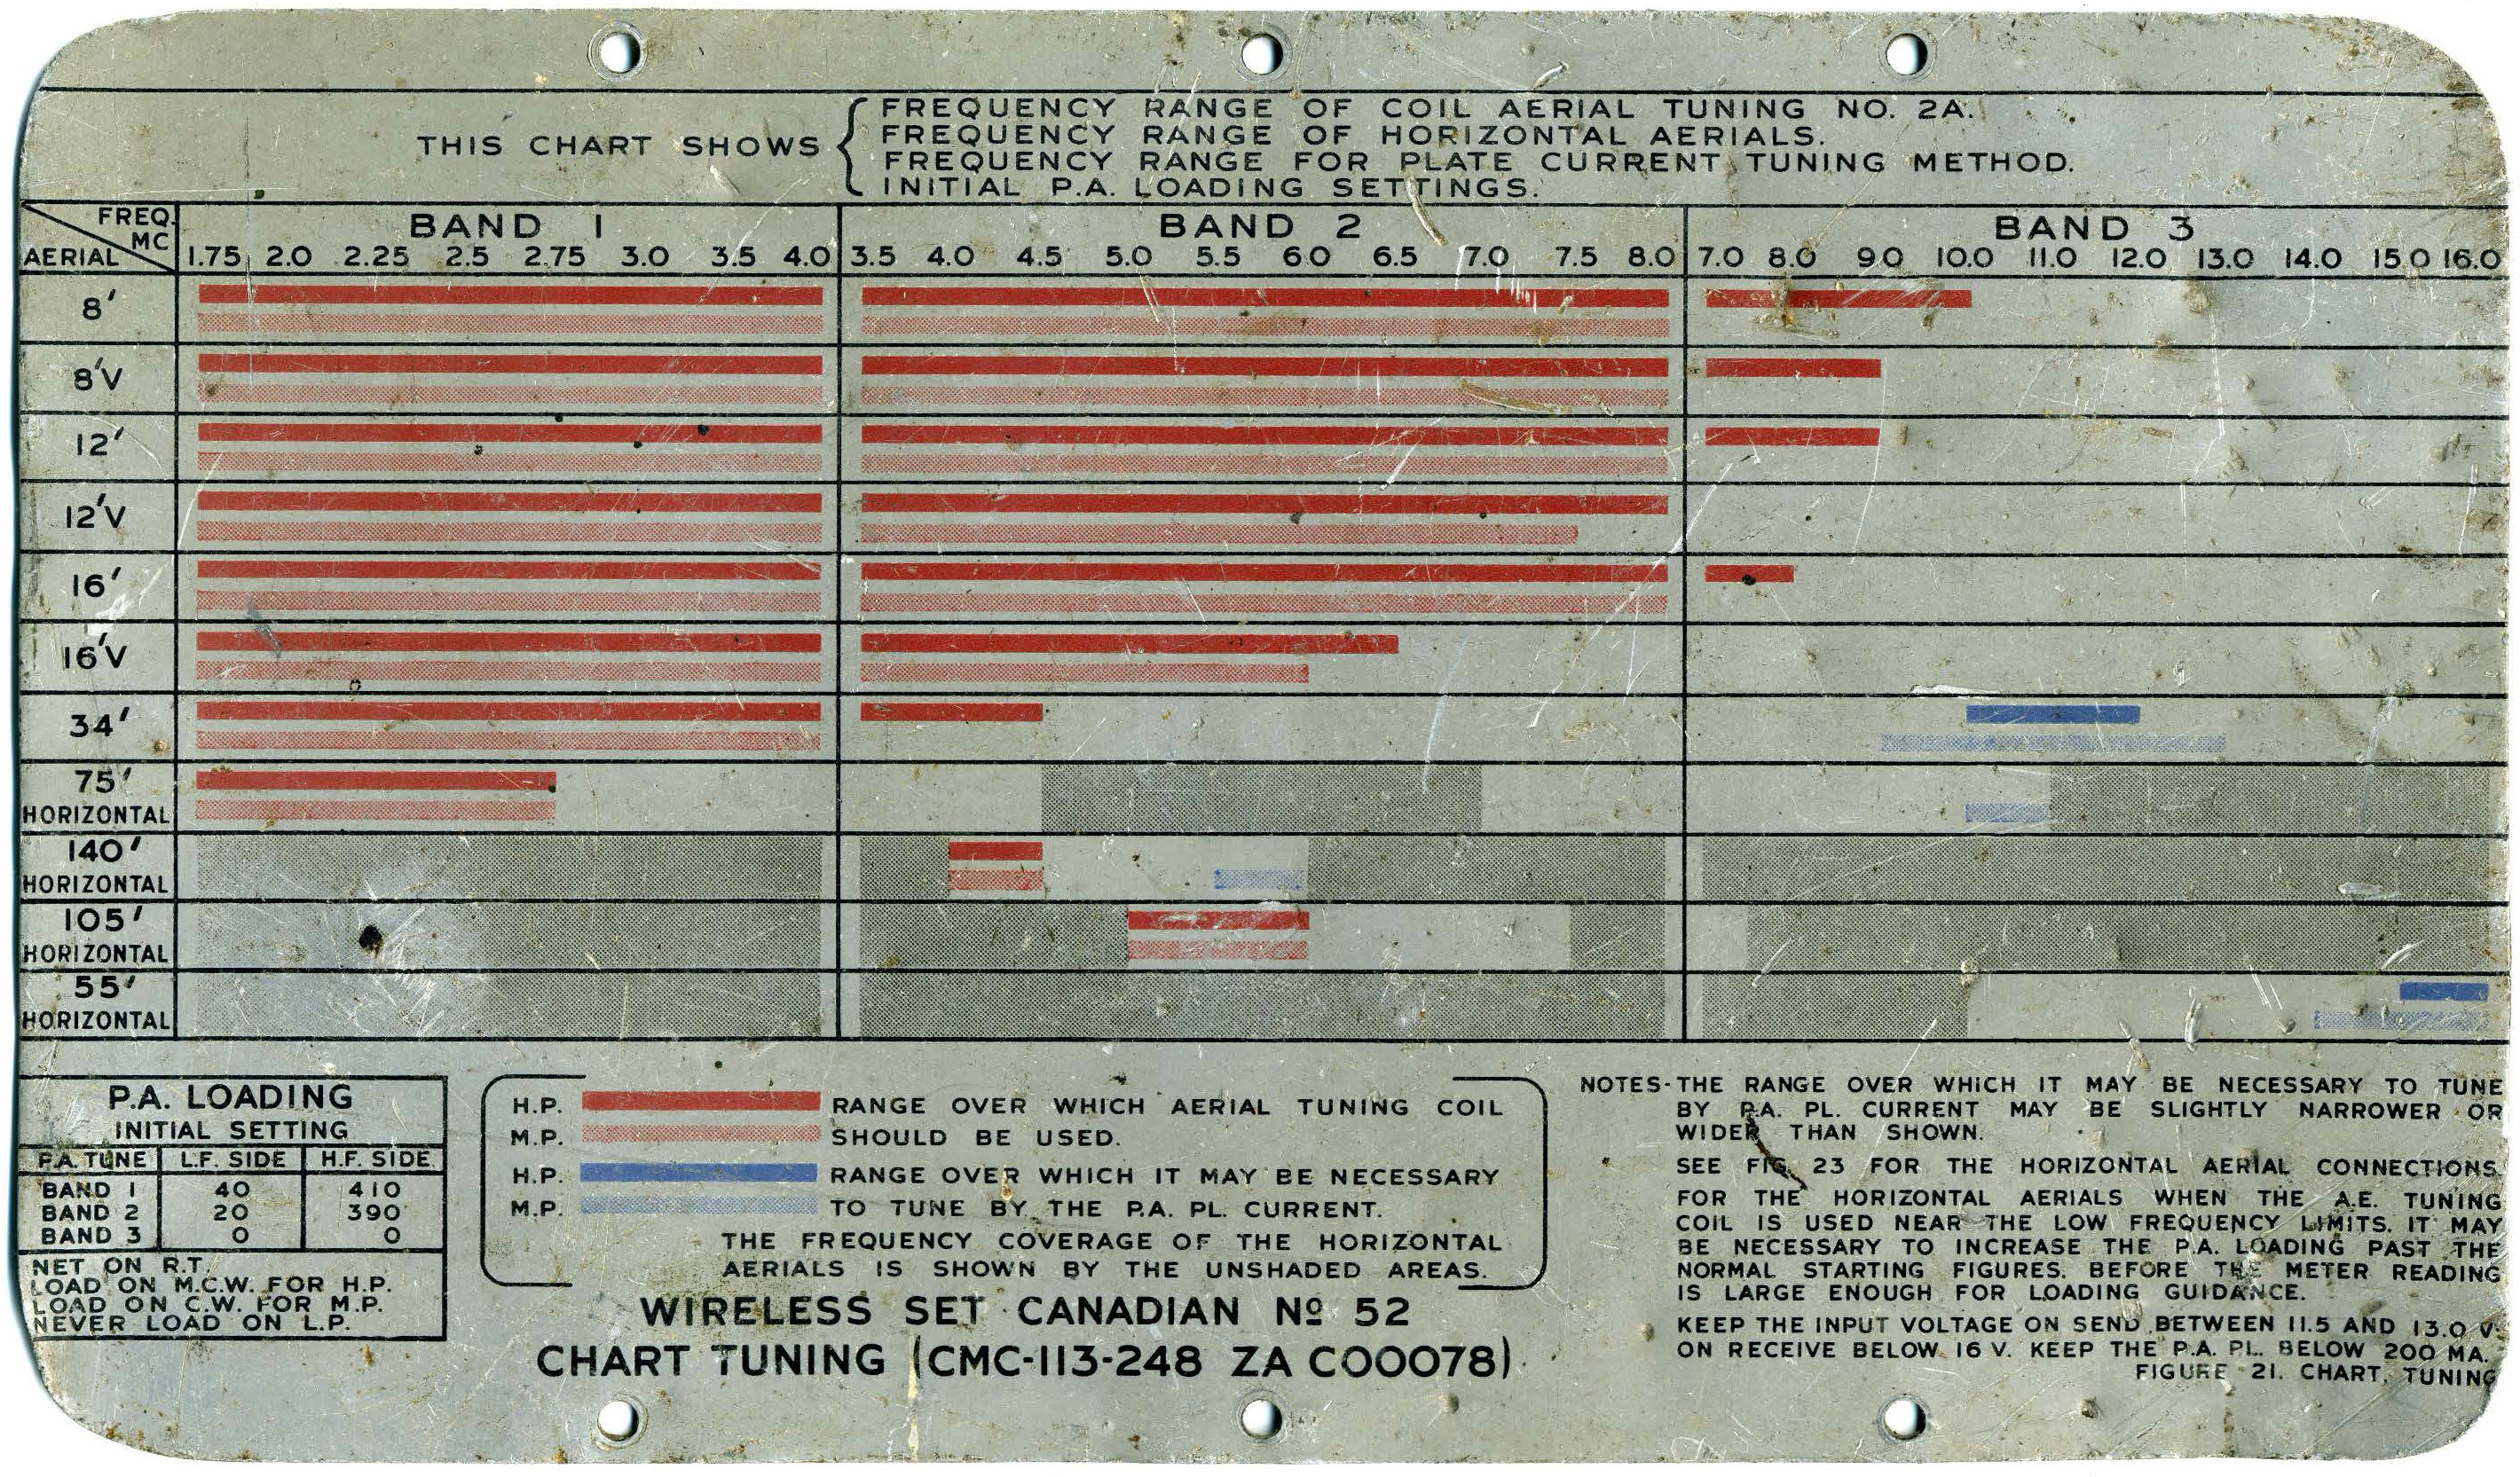 THIS CHART SHOWS
FREQUENCY RANGE OF COIL AERIAL TUNING NO. 2A.
FREQUENCY RANGE OF HORIZONTAL AERIALS.
FREQUENCY RANGE FOR PLATE CURRENT TUNING METHOD.
INITIAL P.A. LOADING SETTINGS.
FREQ. MC
AERIAL
BAND 1
1.75 2.0 2.25 2.5 2.75 3.0 3.5 4.0
BAND 2
3.5 4.0 4.5 5.0 5.5 6.0 6.5 7.0 7.5 8.0
BAND 3
7.0 8.0 9.0 10.0 11.0 12.0 13.0 14.0 15.0 16.0
8'
8'V
12'
12'V
16'
16'V
34'
75'
HORIZONTAL
140'
HORIZONTAL
105'
HORIZONTAL
55'
HORIZONTAL
P.A. LOADING
INITIAL SETTING
P.A. TUNE L.F. SIDE H.F. SIDE
BAND 1 40 410
BAND 2 20 390
BAND 3 0 0
NET ON R.T.
LOAD ON M.C.W. FOR H.P.
LOAD ON C.W. FOR M.P.
NEVER LOAD ON L.P.
H.P. RANGE OVER WHICH AERIAL TUNING COIL
M.P. SHOULD BE USED.
H.P. RANGE OVER WHICH IT MAY BE NECESSARY
M.P. TO TUNE BY THE P.A. PL. CURRENT.
THE FREQUENCY COVERAGE OF THE HORIZONTAL
AERIALS IS SHOWN BY THE UNSHADED AREAS.
WIRELESS SET CANADIAN Nº 52
CHART TUNING (CMC-113-248 ZA C00078)
NOTES-THE RANGE OVER WHICH IT MAY BE NECESSARY TO TUNE
BY P.A. PL. CURRENT MAY BE SLIGHTLY NARROWER OR
WIDER THAN SHOWN.
SEE FIG. 23 FOR THE HORIZONTAL AERIAL CONNECTIONS.
FOR THE HORIZONTAL AERIALS WHEN THE A.E. TUNING
COIL IS USED NEAR THE LOW FREQUENCY LIMITS. IT MAY
BE NECESSARY TO INCREASE THE P.A. LOADING PAST THE
NORMAL STARTING FIGURES. BEFORE THE METER READING
IS LARGE ENOUGH FOR LOADING GUIDANCE.
KEEP THE INPUT VOLTAGE ON SEND BETWEEN 11.5 AND 13.0 V.
ON RECEIVE BELOW 16 V. KEEP THE P.A. PL. BELOW 200 MA.
FIGURE 21. CHART, TUNING